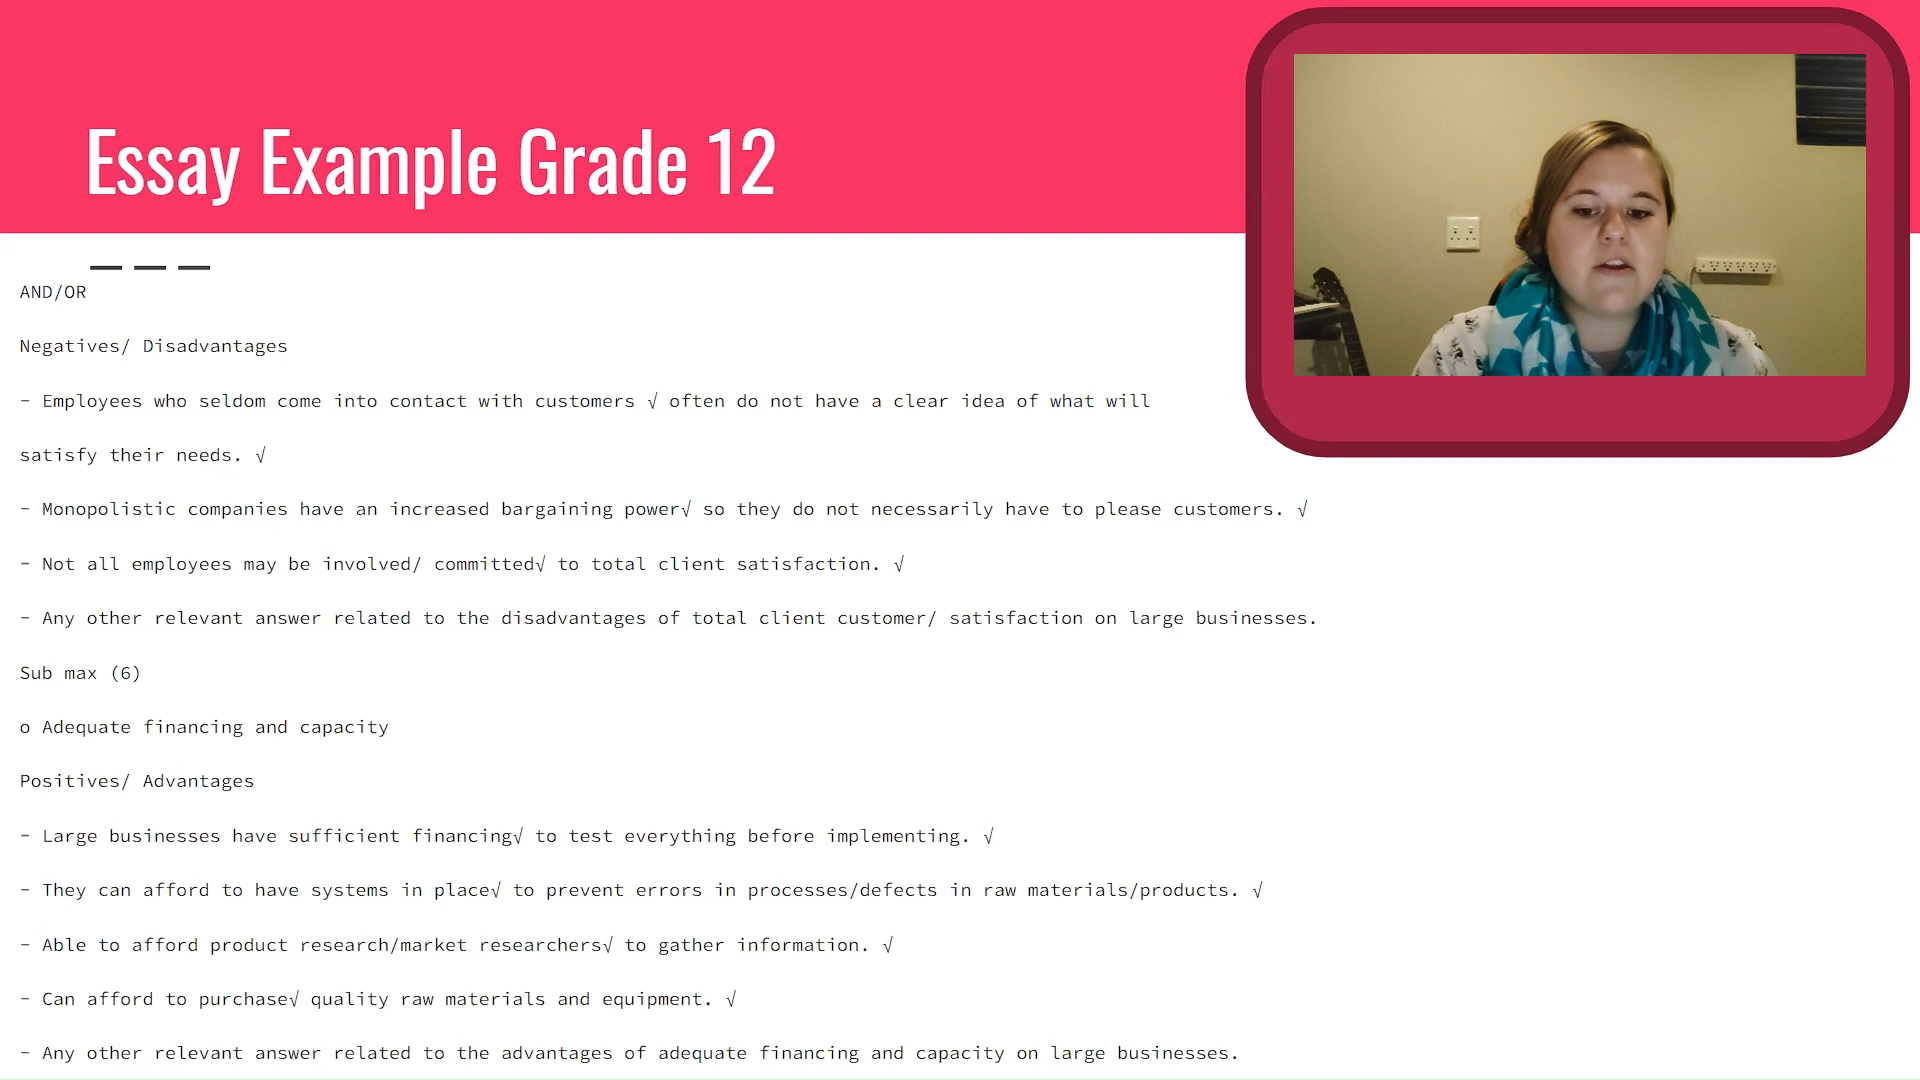 Essay Example Grade 12
AND/OR
Negatives/ Disadvantages
- Employees who seldom come into contact with customers √ often do not have a clear idea of what will
satisfy their needs. √
- Monopolistic companies have an increased bargaining power√ so they do not necessarily have to please customers. √
- Not all employees may be involved/ committed√ to total client satisfaction. √
- Any other relevant answer related to the disadvantages of total client customer/ satisfaction on large businesses.
Sub max (6)
o Adequate financing and capacity
Positives/ Advantages
- Large businesses have sufficient financing√ to test everything before implementing. √
- They can afford to have systems in place√ to prevent errors in processes/defects in raw materials/products. √
- Able to afford product research/market researchers√ to gather information. √
- Can afford to purchase√ quality raw materials and equipment. √
- Any other relevant answer related to the advantages of adequate financing and capacity on large businesses.